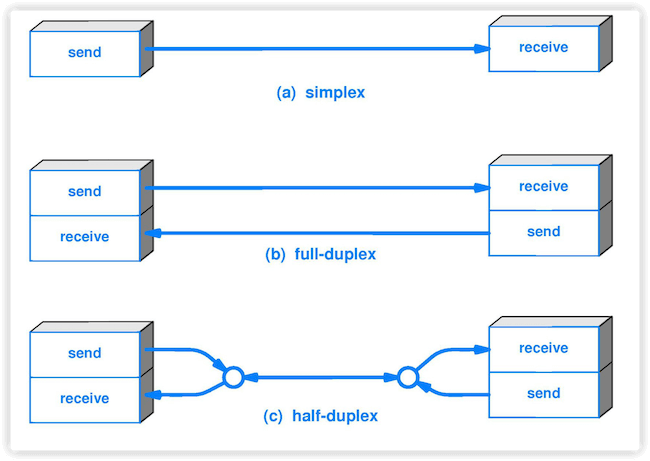 send
receive
(a) simplex
send
receive
receive
send
(b) full-duplex
send
receive
receive
send
(c) half-duplex